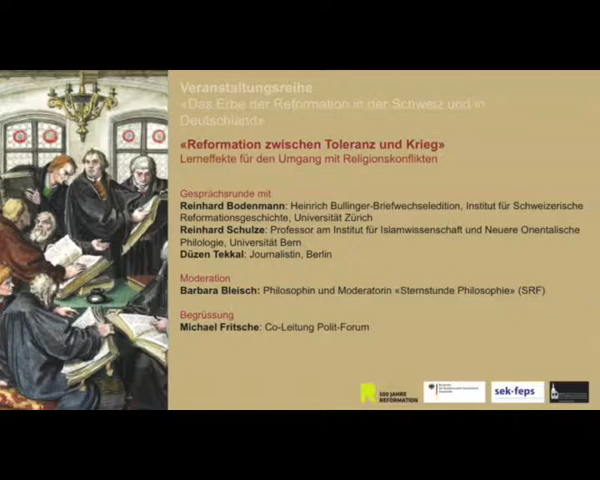 Veranstaltungsreihe
«Das Erbe der Reformation in der Schweiz und in
Deutschland»
«Reformation zwischen Toleranz und Krieg»
Lerneffekte für den Umgang mit Religionskonflikten
Gesprächsrunde mit
Reinhard Bodenmann: Heinrich Bullinger-Briefwechseledition, Institut für Schweizerische
Reformationsgeschichte, Universität Zürich
Reinhard Schulze: Professor am Institut für Islamwissenschaft und Neuere Orientalische
Philologie, Universität Bern
Düzen Tekkal: Journalistin, Berlin
Moderation
Barbara Bleisch: Philosophin und Moderatorin «Sternstunde Philosophie» (SRF)
Begrüssung
Michael Fritsche: Co-Leitung Polit-Forum
R 500 JAHRE
REFORMATION
sek·feps